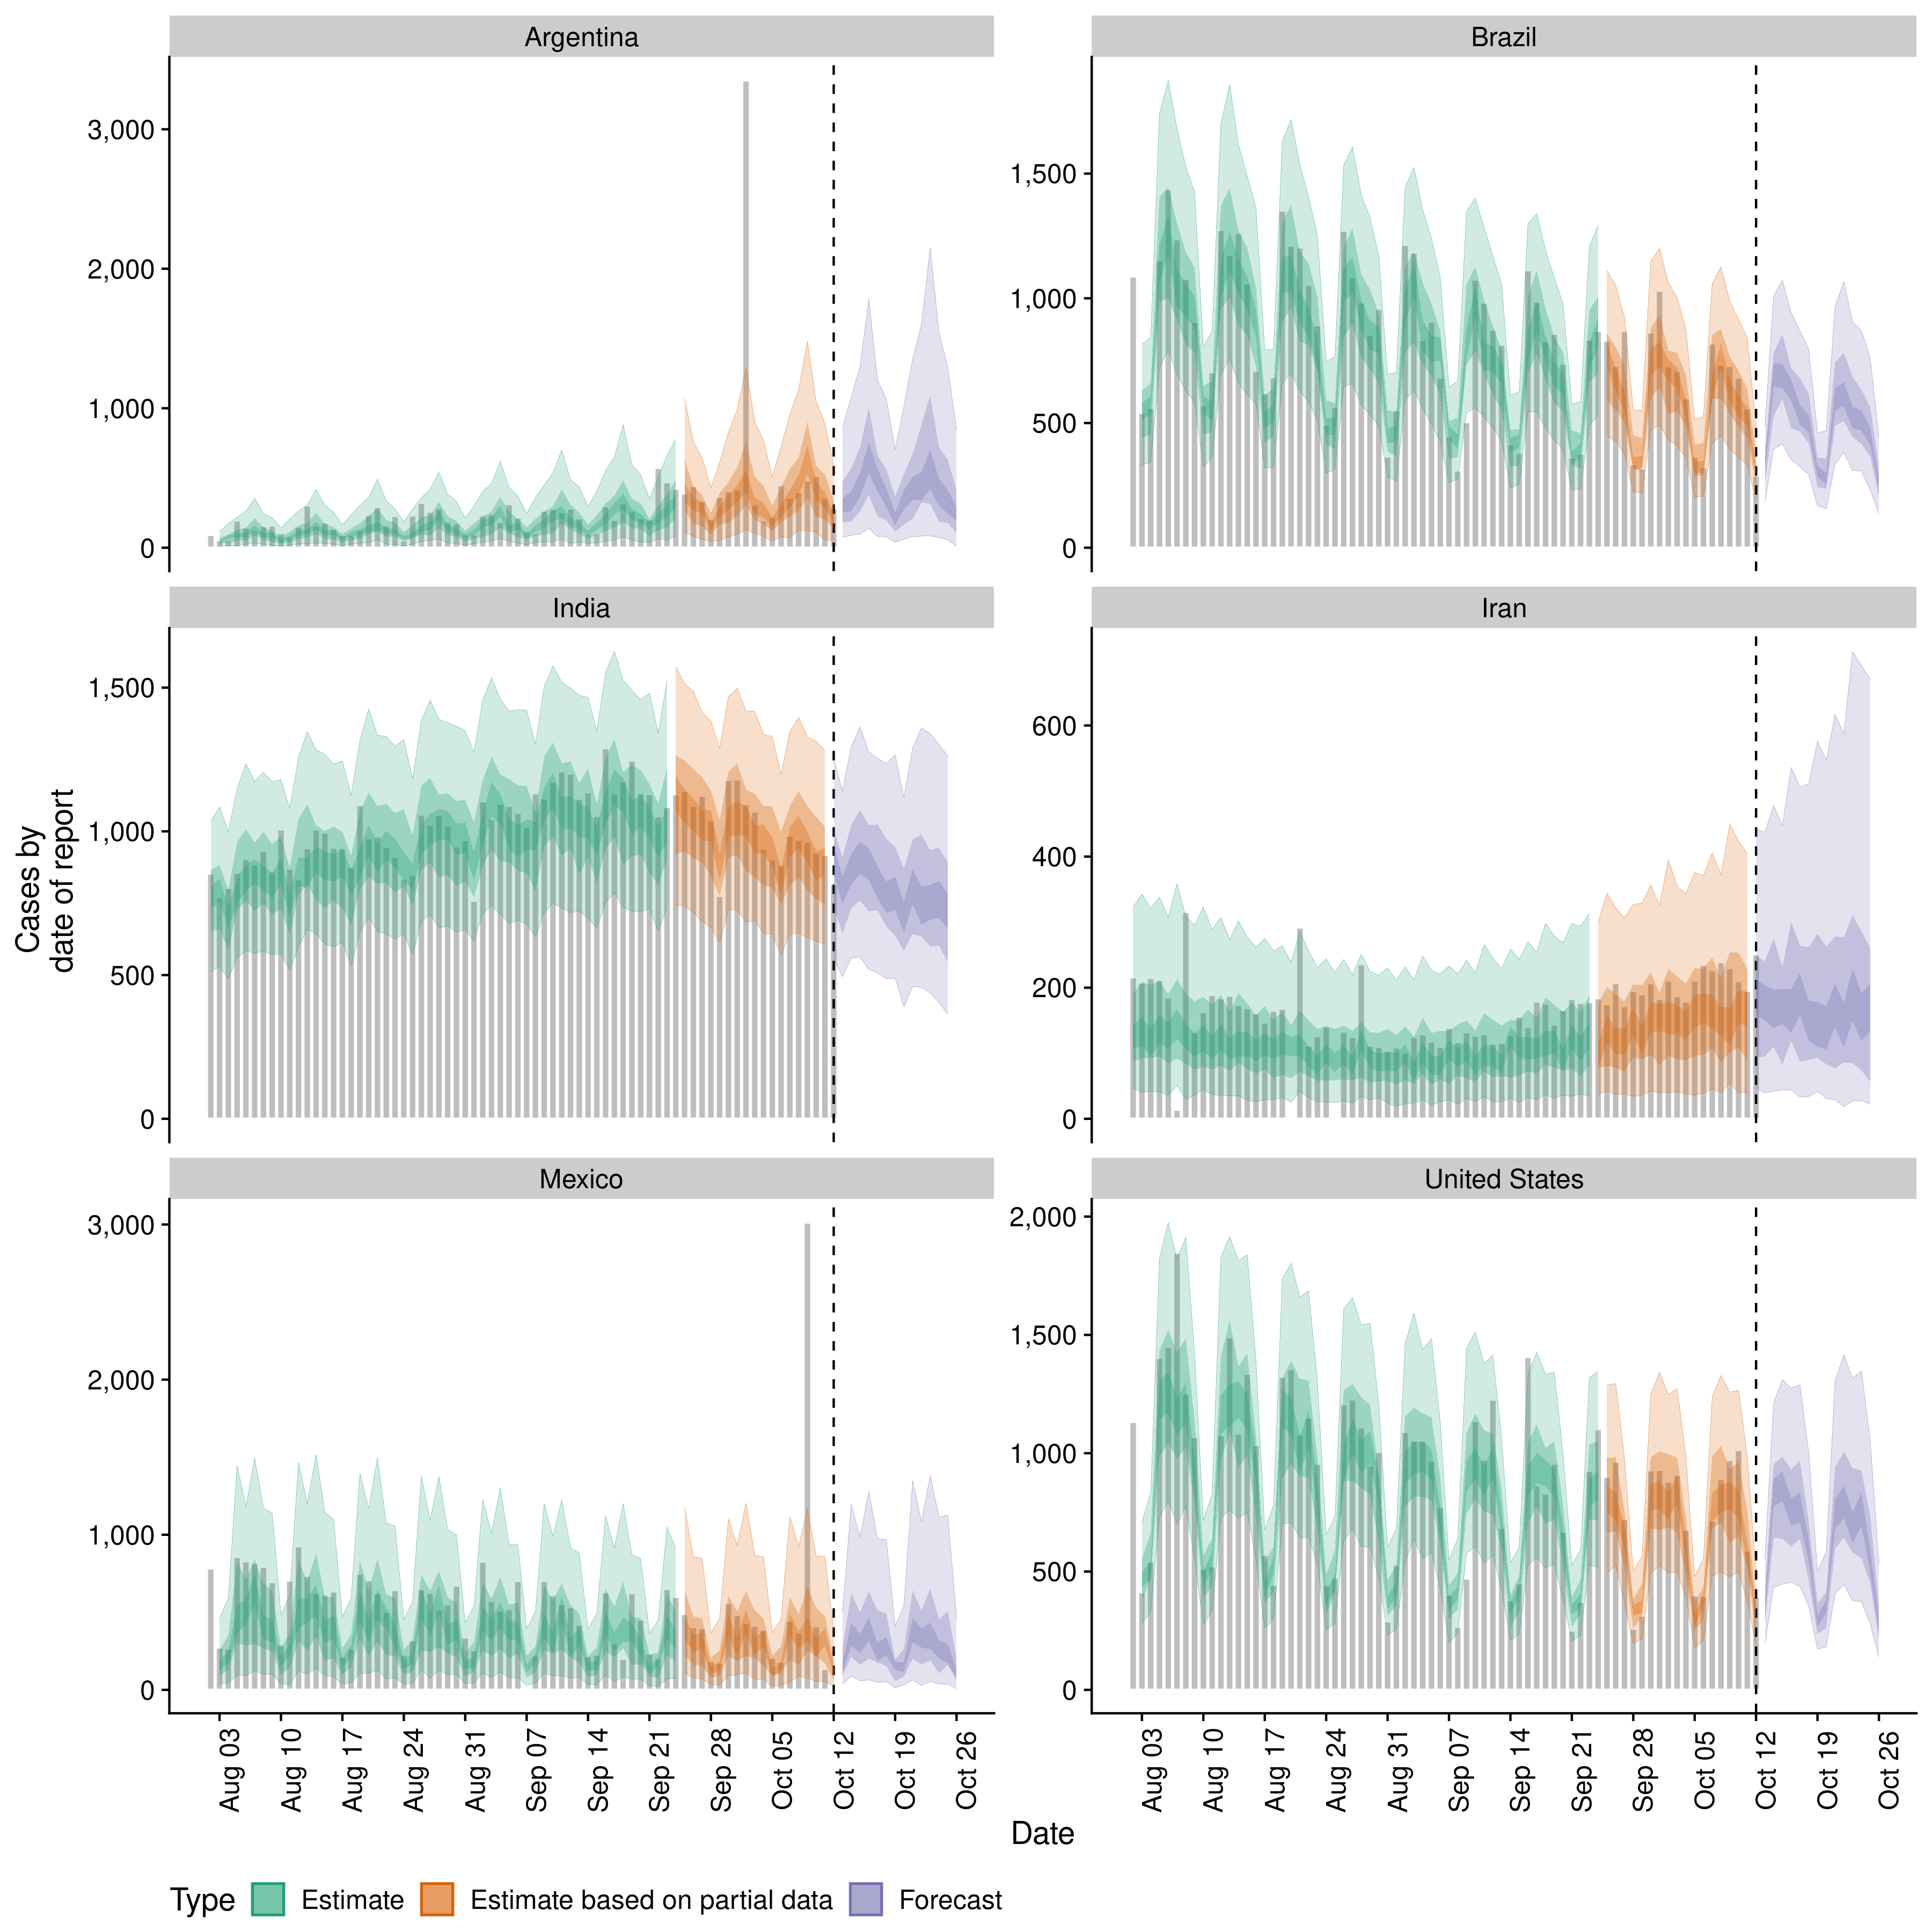 Argentina
Brazil
3,000
2,000
1,000
0
1,500
1,000
500
0
India
Iran
1,500
1,000
500
0
600
400
200
0
Mexico
United States
3,000
2,000
1,000
0
2,000
1,500
1,000
500
0
Cases by
date of report
Aug 03
Aug 10
Aug 17
Aug 24
Aug 31
Sep 07
Sep 14
Sep 21
Sep 28
Oct 05
Oct 12
Oct 19
Oct 26
Aug 03
Aug 10
Aug 17
Aug 24
Aug 31
Sep 07
Sep 14
Sep 21
Sep 28
Oct 05
Oct 12
Oct 19
Oct 26
Date
Type Estimate Estimate based on partial data Forecast